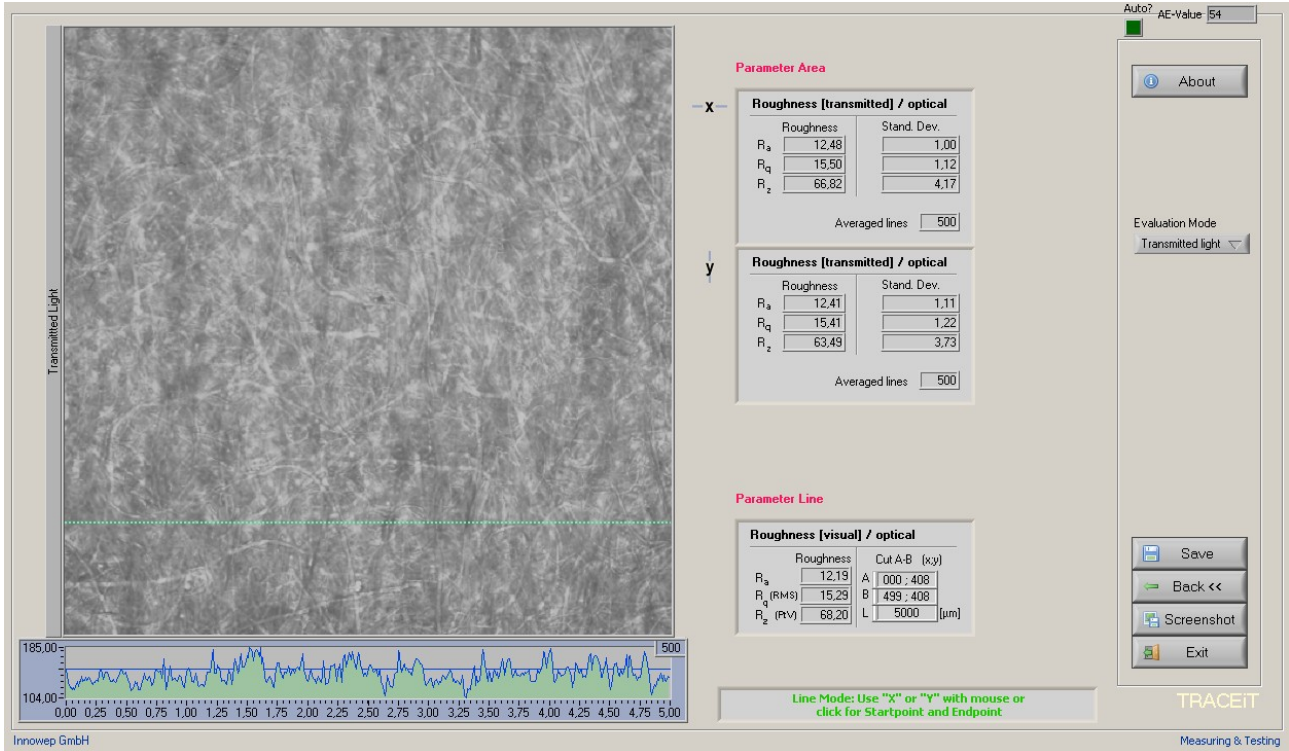 Auto? AE-Value 54
Transmittted Light
Parameter Area
x
Roughness [transmitted] / optical
Roughness Stand. Dev.
Ra 12,48 1,00
Rq 15,50 1,12
Rz 66,82 4,17
Averaged lines 500
y
Roughness [transmitted] / optical
Roughness Stand. Dev.
Ra 12,41 1,11
Rq 15,41 1,22
Rz 63,49 3,73
Averaged lines 500
Parameter Line
Roughness [visual] / optical
Roughness Cut A-B (x;y)
Ra 12,19 A 000 ; 408
Rq (RMS) 15,29 B 499 ; 408
Rz (PtV) 68,20 L 5000 [µm]
Line Mode: Use "X" or "Y" with mouse or
click for Startpoint and Endpoint
185,00 500
104,00
0,00 0,25 0,50 0,75 1,00 1,25 1,50 1,75 2,00 2,25 2,50 2,75 3,00 3,25 3,50 3,75 4,00 4,25 4,50 4,75 5,00
About
Evaluation Mode
Transmitted light
Save
Back <<
Screenshot
Exit
TRACEiT
Innowep GmbH
Measuring & Testing